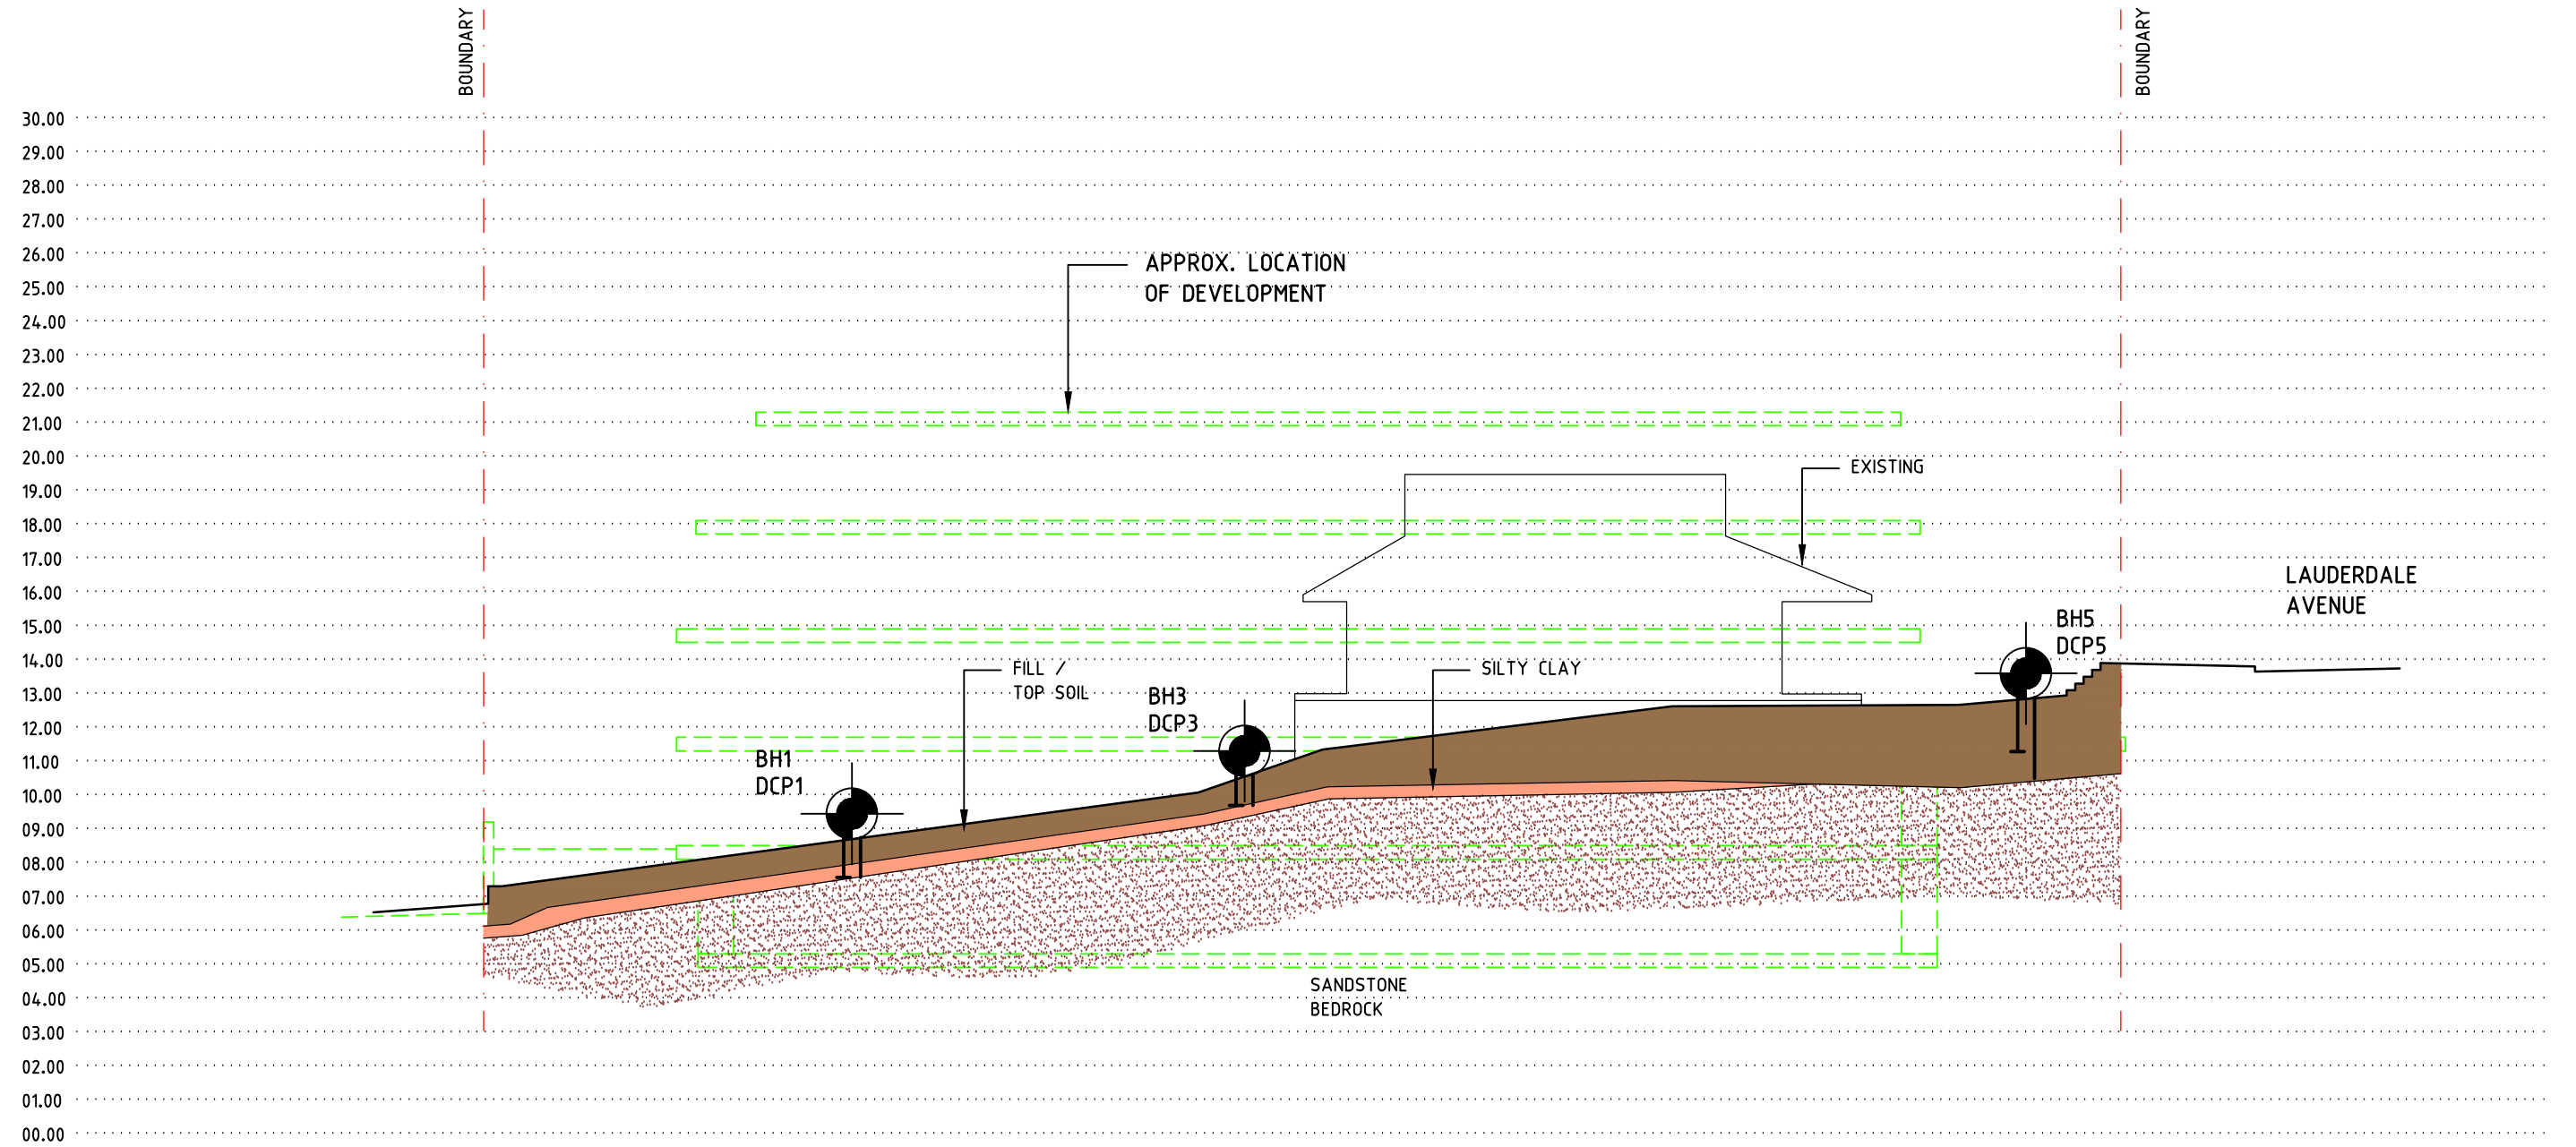 BOUNDARY
BOUNDARY
30.00
29.00
28.00
27.00
26.00
25.00
24.00
23.00
22.00
21.00
20.00
19.00
18.00
17.00
16.00
15.00
14.00
13.00
12.00
11.00
10.00
09.00
08.00
07.00
06.00
05.00
04.00
03.00
02.00
01.00
00.00
APPROX. LOCATION
OF DEVELOPMENT
EXISTING
LAUDERDALE
AVENUE
BH5
DCP5
FILL /
TOP SOIL
SILTY CLAY
BH3
DCP3
BH1
DCP1
SANDSTONE
BEDROCK